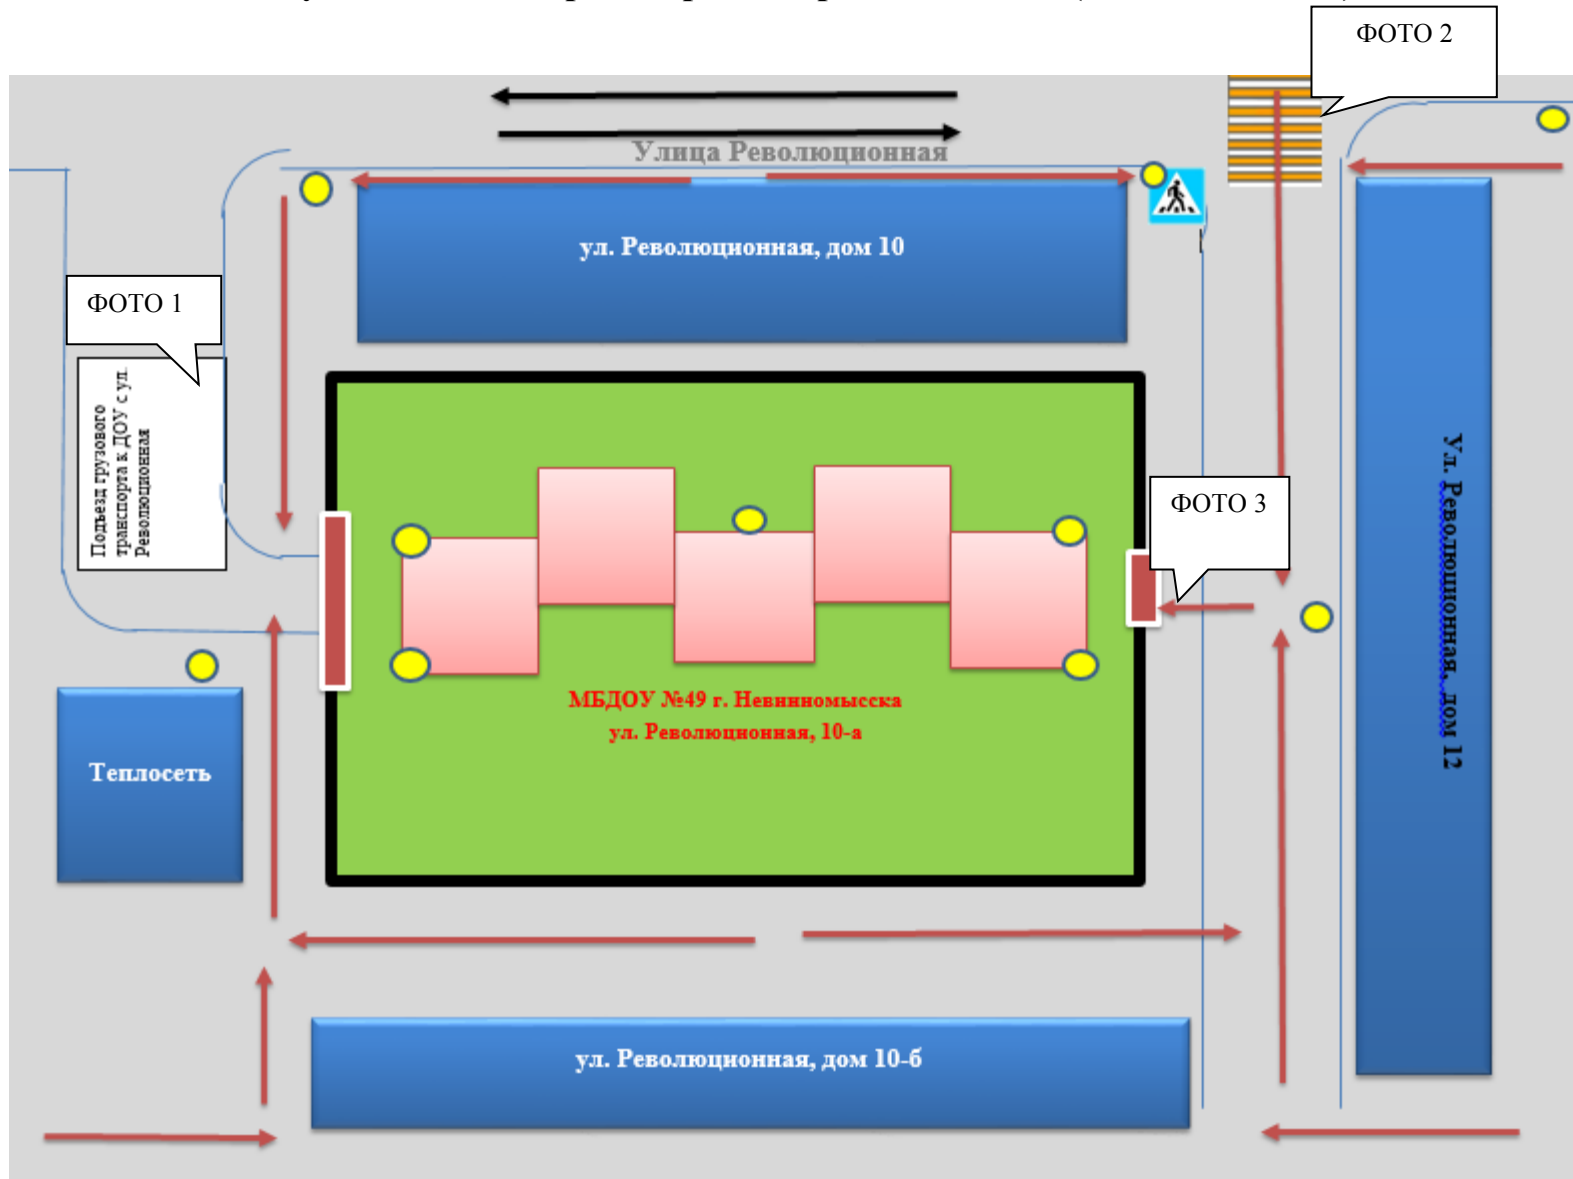 ФОТО 2
Улица Революционная
ул. Революционная, дом 10
ФОТО 1
Подъезд грузового
транспорта к ДОУ с ул.
Революционная
ФОТО 3
Ул. Революционная, дом 12
МБДОУ №49 г. Невинномысска
ул. Революционная, 10-а
Теплосеть
ул. Революционная, дом 10-б